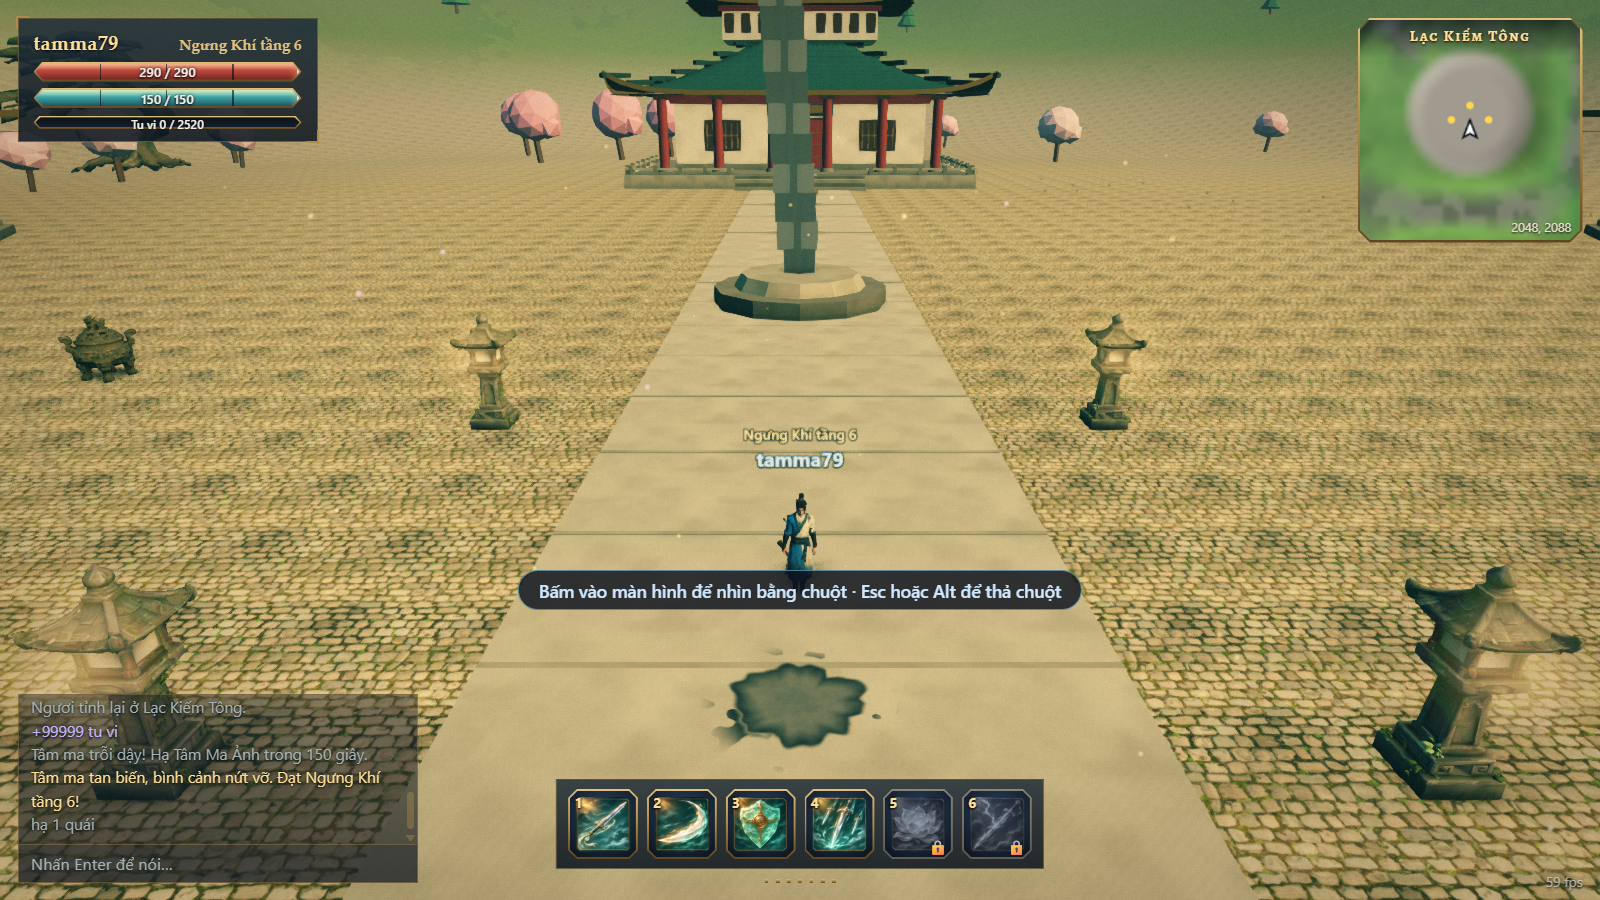 tamma79
Ngưng Khí tầng 6
290 / 290
150 / 150
Tu vi 0 / 2520
LẠC KIẾM TÔNG
2048, 2088
Ngưng Khí tầng 6
tamma79
Bấm vào màn hình để nhìn bằng chuột · Esc hoặc Alt để thả chuột
Ngươi tỉnh lại ở Lạc Kiếm Tông.
+99999 tu vi
Tâm ma trỗi dậy! Hạ Tâm Ma Ảnh trong 150 giây.
Tâm ma tan biến, bình cảnh nứt vỡ. Đạt Ngưng Khí
tầng 6!
hạ 1 quái
Nhấn Enter để nói...
1 2 3 4 5 6
59 fps